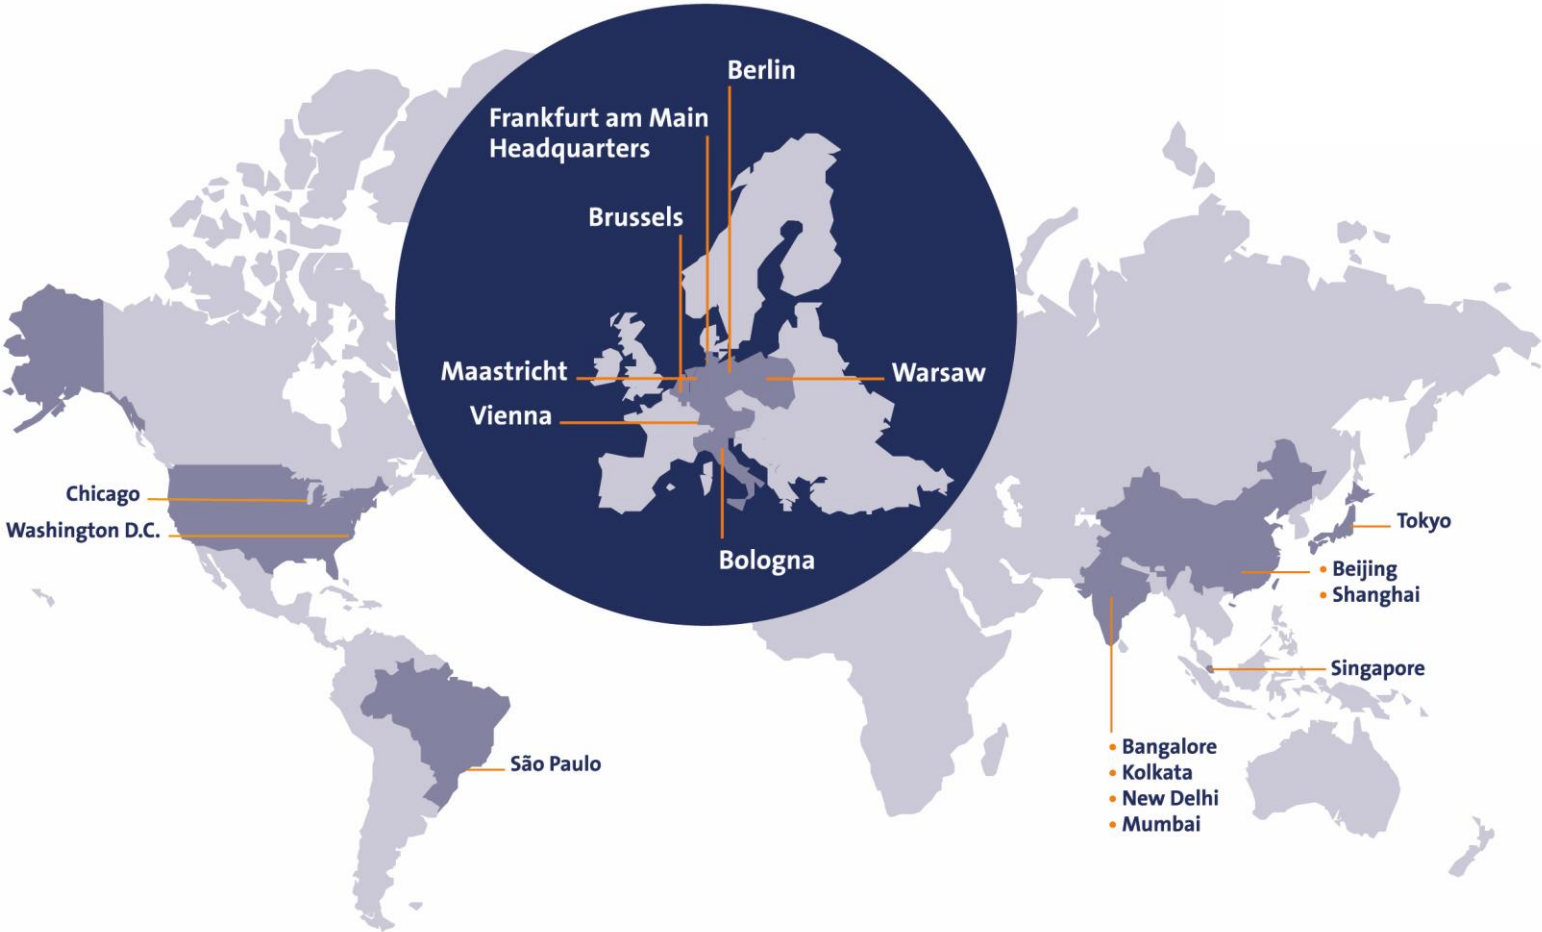 Berlin
Frankfurt am Main
Headquarters
Brussels
Maastricht
Warsaw
Vienna
Bologna
Chicago
Washington D.C.
São Paulo
Tokyo
• Beijing
• Shanghai
Singapore
• Bangalore
• Kolkata
• New Delhi
• Mumbai